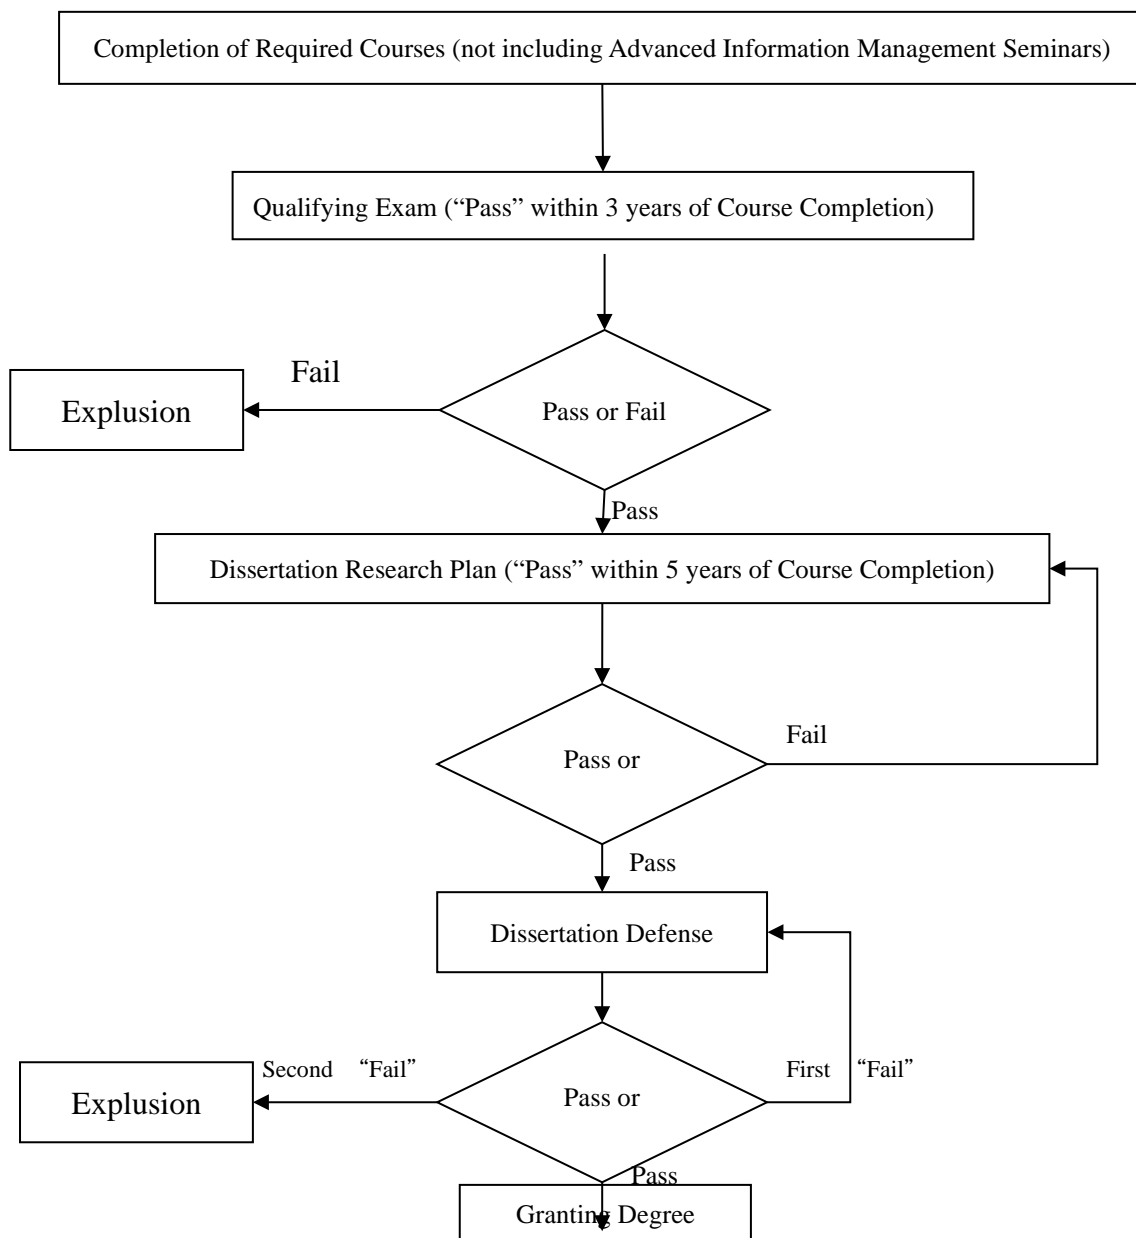 Completion of Required Courses (not including Advanced Information Management Seminars)
Qualifying Exam (“Pass” within 3 years of Course Completion)
Fail
Explusion
Pass or Fail
Pass
Dissertation Research Plan (“Pass” within 5 years of Course Completion)
Fail
Pass or
Pass
Dissertation Defense
Second “Fail”
First “Fail”
Explusion
Pass or
Pass
Granting Degree